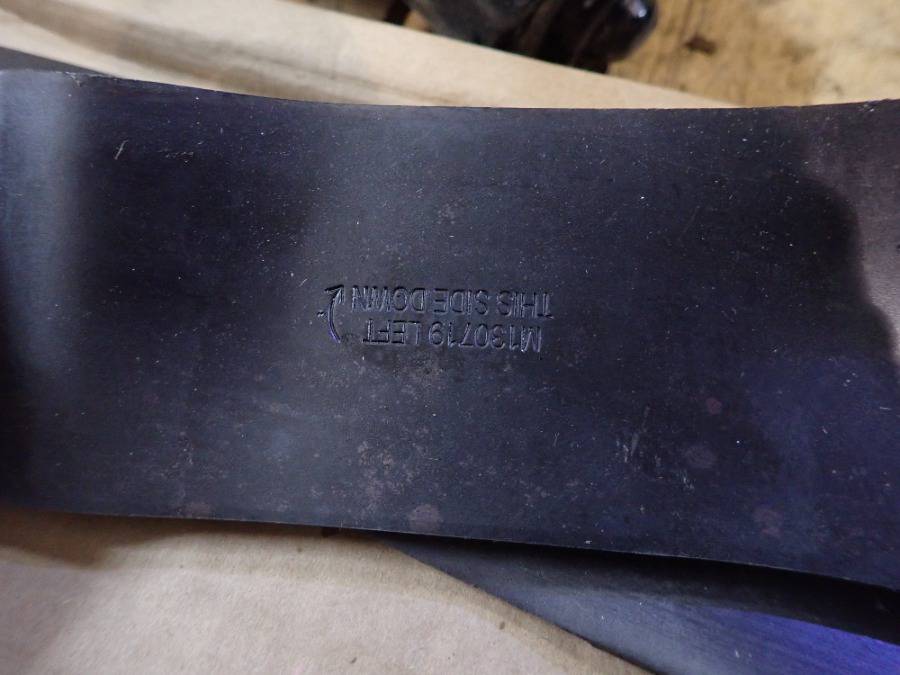 M130719 LEFT
THIS SIDE DOWN